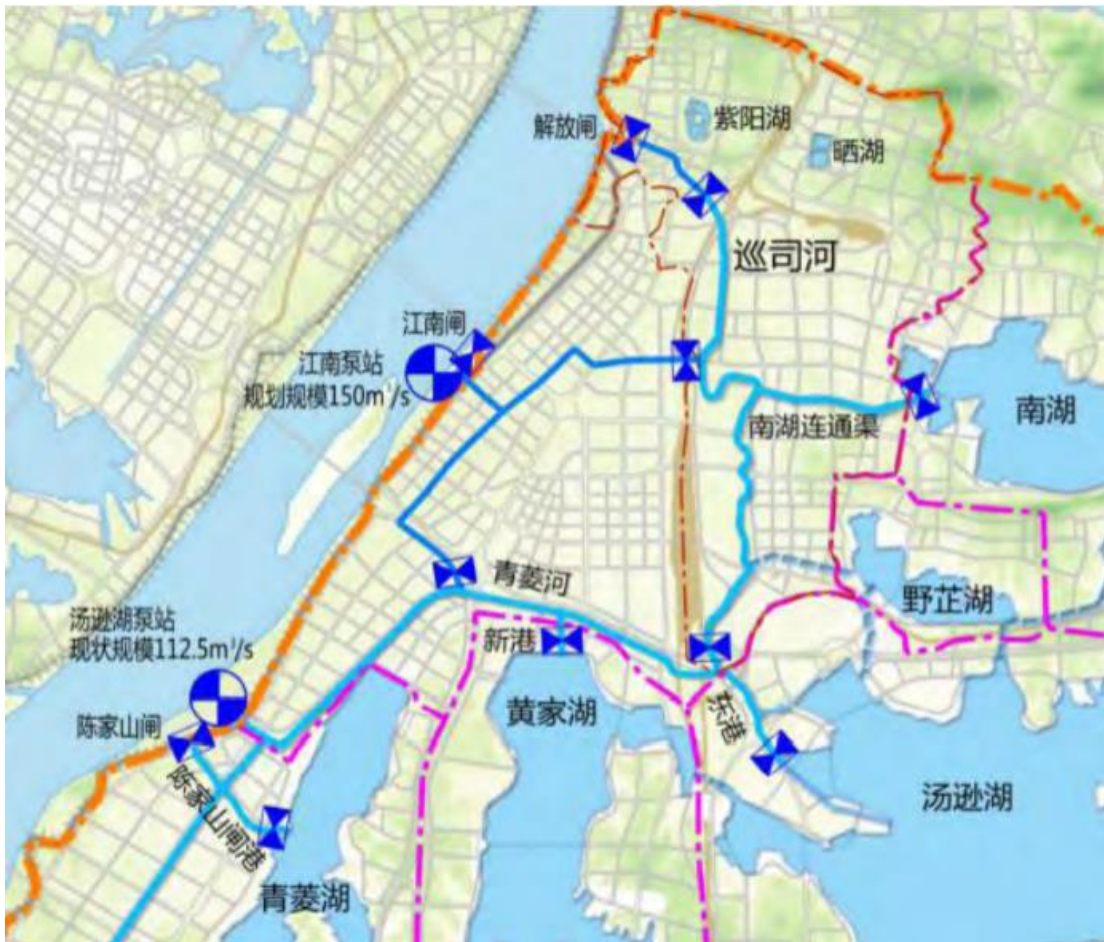 紫阳湖
解放闸
晒湖
巡司河
江南闸
江南泵站
规划规模150m³/s
南湖
南湖连通渠
青菱河
野芷湖
汤逊湖泵站
现状规模112.5m³/s
新港
黄家湖
东港
陈家山闸
汤逊湖
陈家山闸港
青菱湖